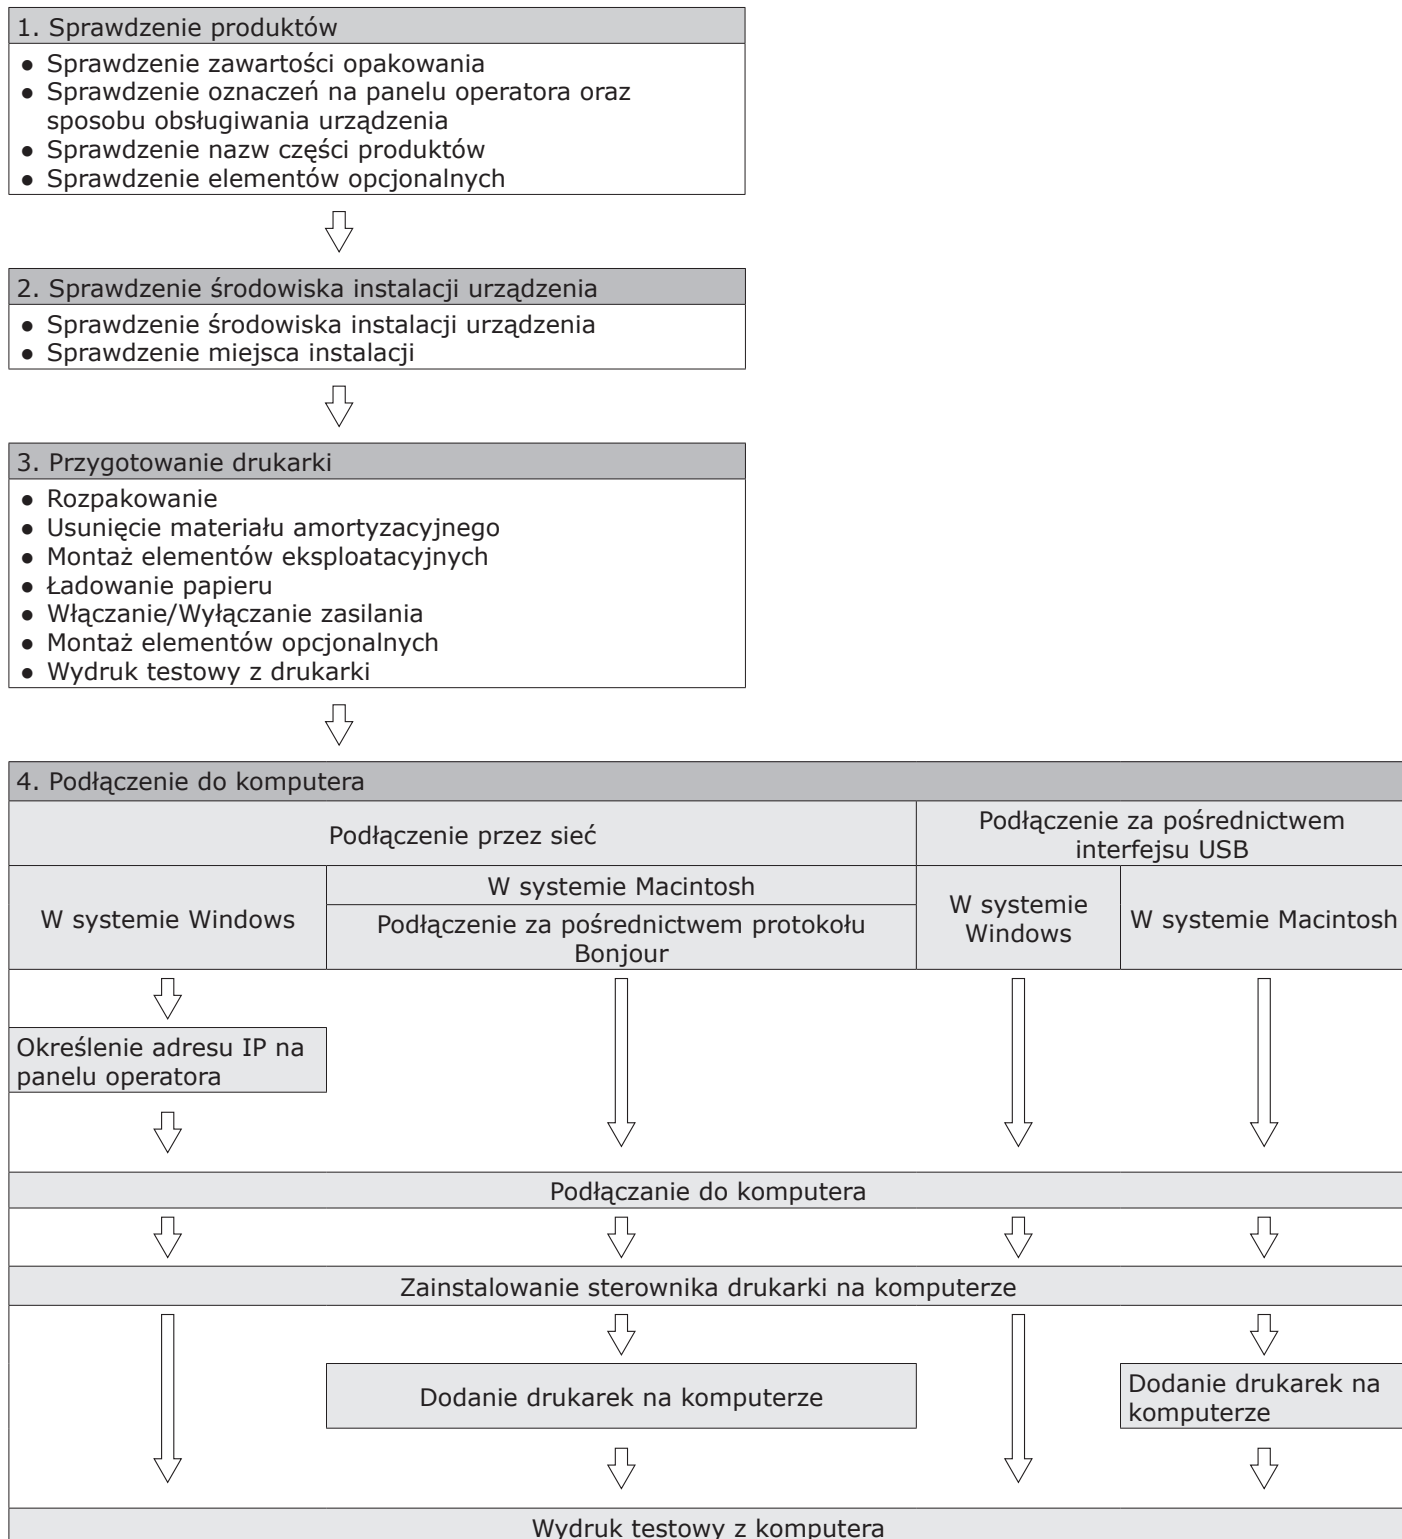 1. Sprawdzenie produktów
● Sprawdzenie zawartości opakowania
● Sprawdzenie oznaczeń na panelu operatora oraz
sposobu obsługiwania urządzenia
● Sprawdzenie nazw części produktów
● Sprawdzenie elementów opcjonalnych
2. Sprawdzenie środowiska instalacji urządzenia
● Sprawdzenie środowiska instalacji urządzenia
● Sprawdzenie miejsca instalacji
3. Przygotowanie drukarki
● Rozpakowanie
● Usunięcie materiału amortyzacyjnego
● Montaż elementów eksploatacyjnych
● Ładowanie papieru
● Włączanie/Wyłączanie zasilania
● Montaż elementów opcjonalnych
● Wydruk testowy z drukarki
4. Podłączenie do komputera
Podłączenie przez sieć
Podłączenie za pośrednictwem
interfejsu USB
W systemie Windows
W systemie Macintosh
Podłączenie za pośrednictwem protokołu
Bonjour
W systemie
Windows
W systemie Macintosh
Określenie adresu IP na
panelu operatora
Podłączanie do komputera
Zainstalowanie sterownika drukarki na komputerze
Dodanie drukarek na komputerze
Dodanie drukarek na
komputerze
Wydruk testowy z komputera